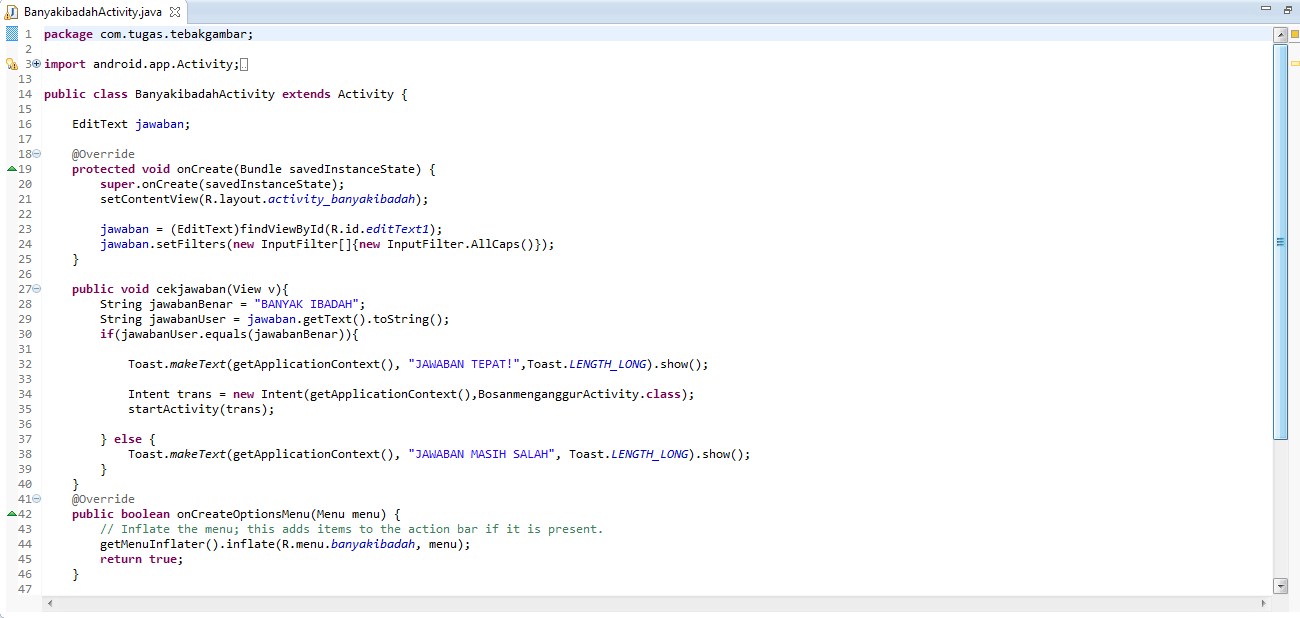 BanyakibadahActivity.java
1 package com.tugas.tebakgambar;
2
3 import android.app.Activity;
13
14 public class BanyakibadahActivity extends Activity {
15
16 EditText jawaban;
17
18 @Override
19 protected void onCreate(Bundle savedInstanceState) {
20 super.onCreate(savedInstanceState);
21 setContentView(R.layout.activity_banyakibadah);
22
23 jawaban = (EditText)findViewById(R.id.editText1);
24 jawaban.setFilters(new InputFilter[]{new InputFilter.AllCaps()});
25 }
26
27 public void cekjawaban(View v){
28 String jawabanBenar = "BANYAK IBADAH";
29 String jawabanUser = jawaban.getText().toString();
30 if(jawabanUser.equals(jawabanBenar)){
31
32 Toast.makeText(getApplicationContext(), "JAWABAN TEPAT!",Toast.LENGTH_LONG).show();
33
34 Intent trans = new Intent(getApplicationContext(),BosanmenganggurActivity.class);
35 startActivity(trans);
36
37 } else {
38 Toast.makeText(getApplicationContext(), "JAWABAN MASIH SALAH", Toast.LENGTH_LONG).show();
39 }
40 }
41 @Override
42 public boolean onCreateOptionsMenu(Menu menu) {
43 // Inflate the menu; this adds items to the action bar if it is present.
44 getMenuInflater().inflate(R.menu.banyakibadah, menu);
45 return true;
46 }
47